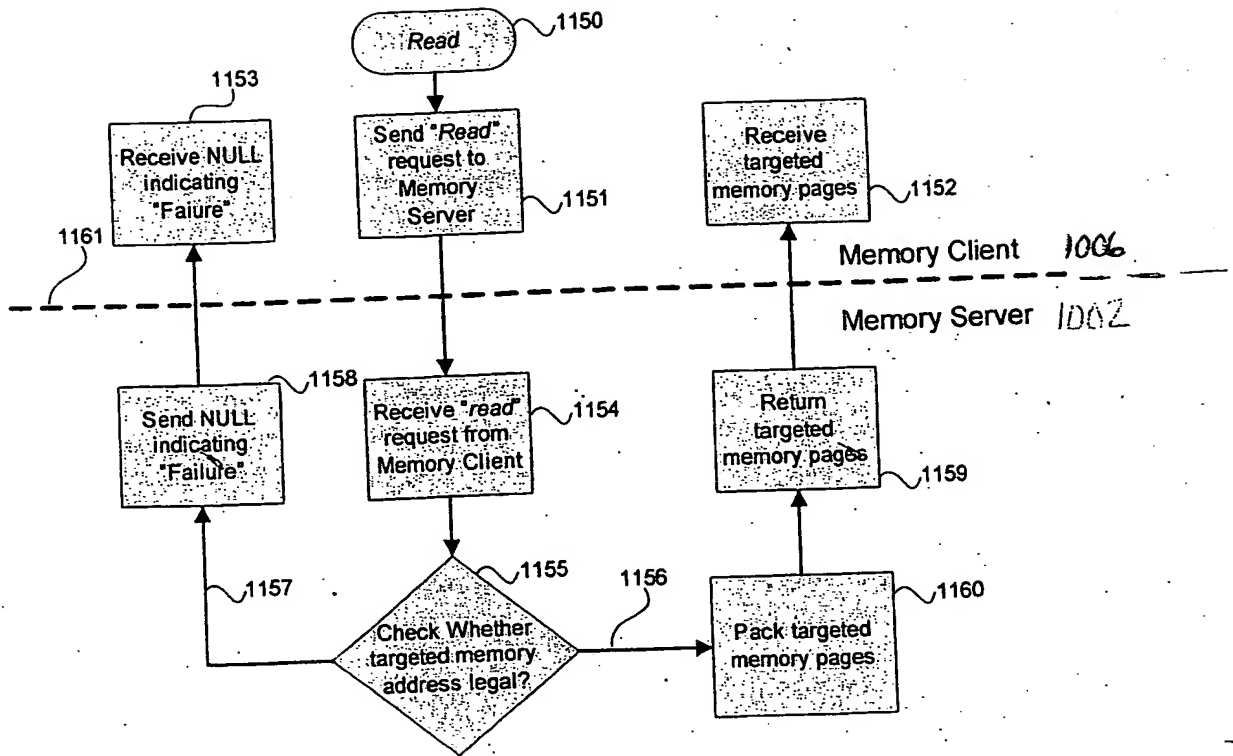 Read
1150
1153
Receive NULL
indicating
"Faiure"
Send "Read"
request to
Memory
Server
1151
Receive
targeted
memory pages
1152
1161
Memory Client 1006
Memory Server 1002
1158
Send NULL
indicating
"Failure"
Receive "read"
request from
Memory Client
1154
Return
targeted
memory pages
1159
1157
1155
Check Whether
targeted memory
address legal?
1156
1160
Pack targeted
memory pages